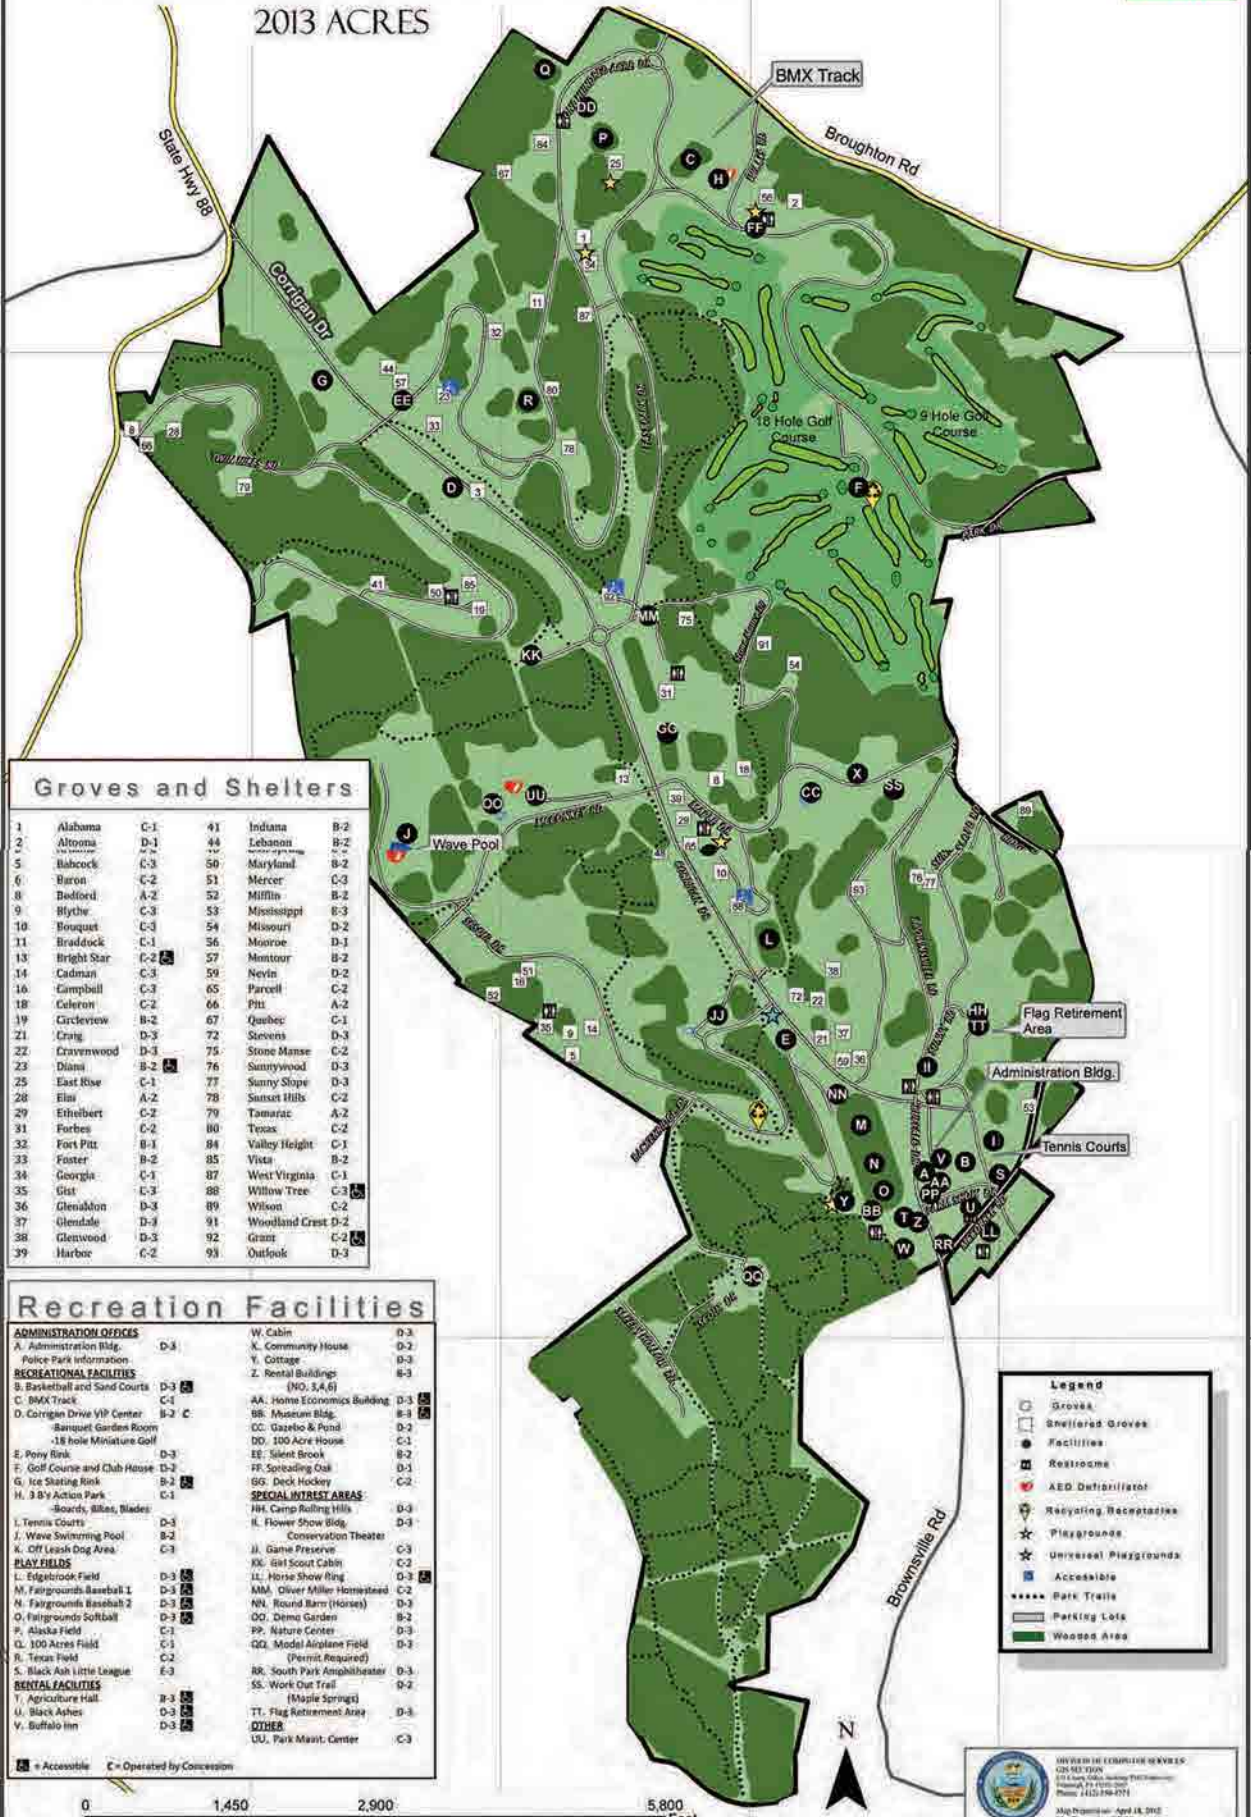 2013 ACRES
BMX Track
Broughton Rd
State Hwy 88
Corrigan Dr
18 Hole Golf
Course
9 Hole Golf
Course
PARK DR
Wave Pool
CORRIGAN DR
Flag Retirement
Area
Administration Bldg.
Tennis Courts
Brownsville Rd
Groves and Shelters
1 Alabama C-1 41 Indiana B-2
2 Altoona D-1 44 Lebanon B-2
5 Babcock C-3 50 Maryland B-2
6 Baron C-2 51 Mercer C-3
8 Bedford A-2 52 Mifflin B-2
9 Blythe C-3 53 Mississippi E-3
10 Bouquet C-3 54 Missouri D-2
11 Braddock C-1 56 Monroe D-1
13 Bright Star C-2 57 Montour B-2
14 Cadman C-3 59 Nevin D-2
16 Campbell C-3 65 Parcell C-2
18 Celeron C-2 66 Pitt A-2
19 Circleview B-2 67 Quebec C-1
21 Craig D-3 72 Stevens D-3
22 Cravenwood D-3 75 Stone Manse C-2
23 Diana B-2 76 Sunnywood D-3
25 East Rise C-1 77 Sunny Slope D-3
28 Elm A-2 78 Sunset Hills C-2
29 Ethelbert C-2 79 Tamarac A-2
31 Forbes C-2 80 Texas C-2
32 Fort Pitt B-1 84 Valley Height C-1
33 Foster B-2 85 Vista B-2
34 Georgia C-1 87 West Virginia C-1
35 Gist C-3 88 Willow Tree C-3
36 Glenaldon D-3 89 Wilson C-2
37 Glendale D-3 91 Woodland Crest D-2
38 Glenwood D-3 92 Grant C-2
39 Harbor C-2 93 Outlook D-3
Recreation Facilities
ADMINISTRATION OFFICES
A. Administration Bldg. D-3
Police Park Information
RECREATIONAL FACILITIES
B. Basketball and Sand Courts D-3
C. BMX Track C-1
D. Corrigan Drive VIP Center B-2 C
-Banquet Garden Room
-18 hole Miniature Golf
E. Pony Rink D-3
F. Golf Course and Club House D-2
G. Ice Skating Rink B-2
H. 3 B's Action Park C-1
-Boards, Bikes, Blades
I. Tennis Courts D-3
J. Wave Swimming Pool B-2
K. Off Leash Dog Area C-3
PLAY FIELDS
L. Edgebrook Field D-3
M. Fairgrounds Baseball 1 D-3
N. Fairgrounds Baseball 2 D-3
O. Fairgrounds Softball D-3
P. Alaska Field C-1
Q. 100 Acres Field C-1
R. Texas Field C-2
S. Black Ash Little League E-3
RENTAL FACILITIES
T. Agriculture Hall B-3
U. Black Ashes D-3
V. Buffalo Inn D-3
W. Cabin D-3
X. Community House D-2
Y. Cottage D-3
Z. Rental Buildings B-3
(NO. 3,4,6)
AA. Home Economics Building D-3
BB. Museum Bldg. B-3
CC. Gazebo & Pond D-2
DD. 100 Acre House C-1
EE. Silent Brook B-2
FF. Spreading Oak D-1
GG. Deck Hockey C-2
SPECIAL INTREST AREAS
HH. Camp Rolling Hills D-3
II. Flower Show Bldg. D-3
Conservation Theater
JJ. Game Preserve C-3
KK. Girl Scout Cabin C-2
LL. Horse Show Ring D-3
MM. Oliver Miller Homestead C-2
NN. Round Barn (Horses) D-3
OO. Demo Garden B-2
PP. Nature Center D-3
QQ. Model Airplane Field D-3
(Permit Required)
RR. South Park Amphitheater D-3
SS. Work Out Trail D-2
(Maple Springs)
TT. Flag Retirement Area D-3
OTHER
UU. Park Maint. Center C-3
= Accessible C = Operated by Concession
Legend
Groves
Sheltered Groves
Facilities
Restrooms
AED Defibrillator
Recycling Receptacles
Playgrounds
Universal Playgrounds
Accessible
Park Trails
Parking Lots
Wooded Area
N
0 1,450 2,900 5,800
Feet
DIVISION OF COMPUTER SERVICES
GIS SECTION
Map Prepared on: April 18, 2012